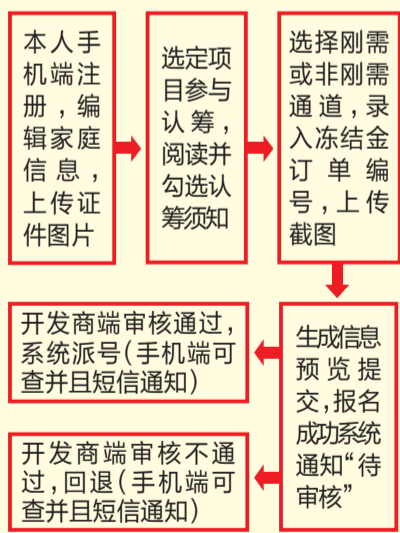 本人手
机端注
册，编
辑家庭
信息，
上传证
件图片
选定项
目参与
认筹，
阅读并
勾选认
筹须知
选择刚需
或非刚需
通道，录
入冻结金
订单编
号，上传
截图
生成信息
预览提
交，报名
成功系统
通知“待
审核”
开发商端审核通过，
系统派号（手机端可
查并且短信通知）
开发商端审核不通
过，回退（手机端可
查并且短信通知）